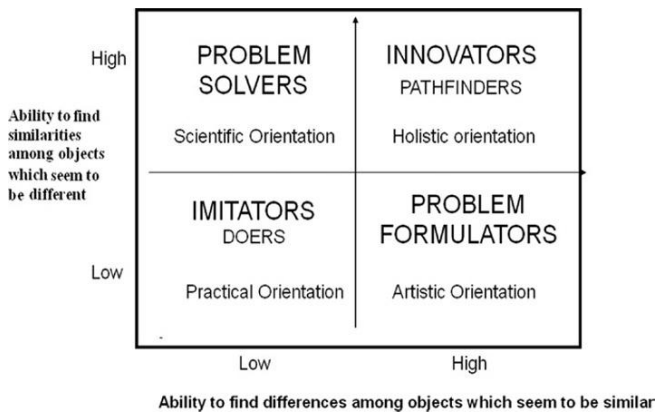 High
Ability to find
similarities
among objects
which seem to
be different
Low
PROBLEM
SOLVERS
Scientific Orientation
INNOVATORS
PATHFINDERS
Holistic orientation
IMITATORS
DOERS
Practical Orientation
PROBLEM
FORMULATORS
Artistic Orientation
Low
High
Ability to find differences among objects which seem to be similar